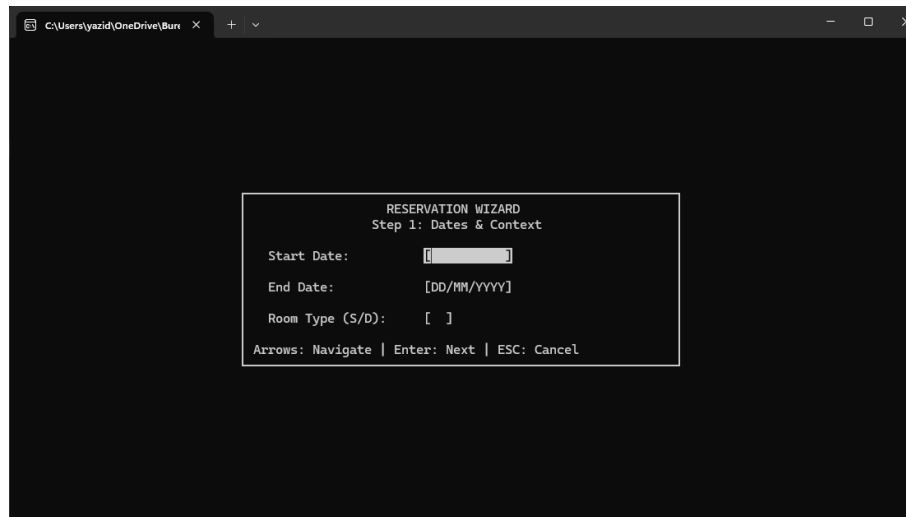 C:\Users\yazid\OneDrive\Bure
RESERVATION WIZARD
Step 1: Dates & Context
Start Date: [ ]
End Date: [DD/MM/YYYY]
Room Type (S/D): [ ]
Arrows: Navigate | Enter: Next | ESC: Cancel